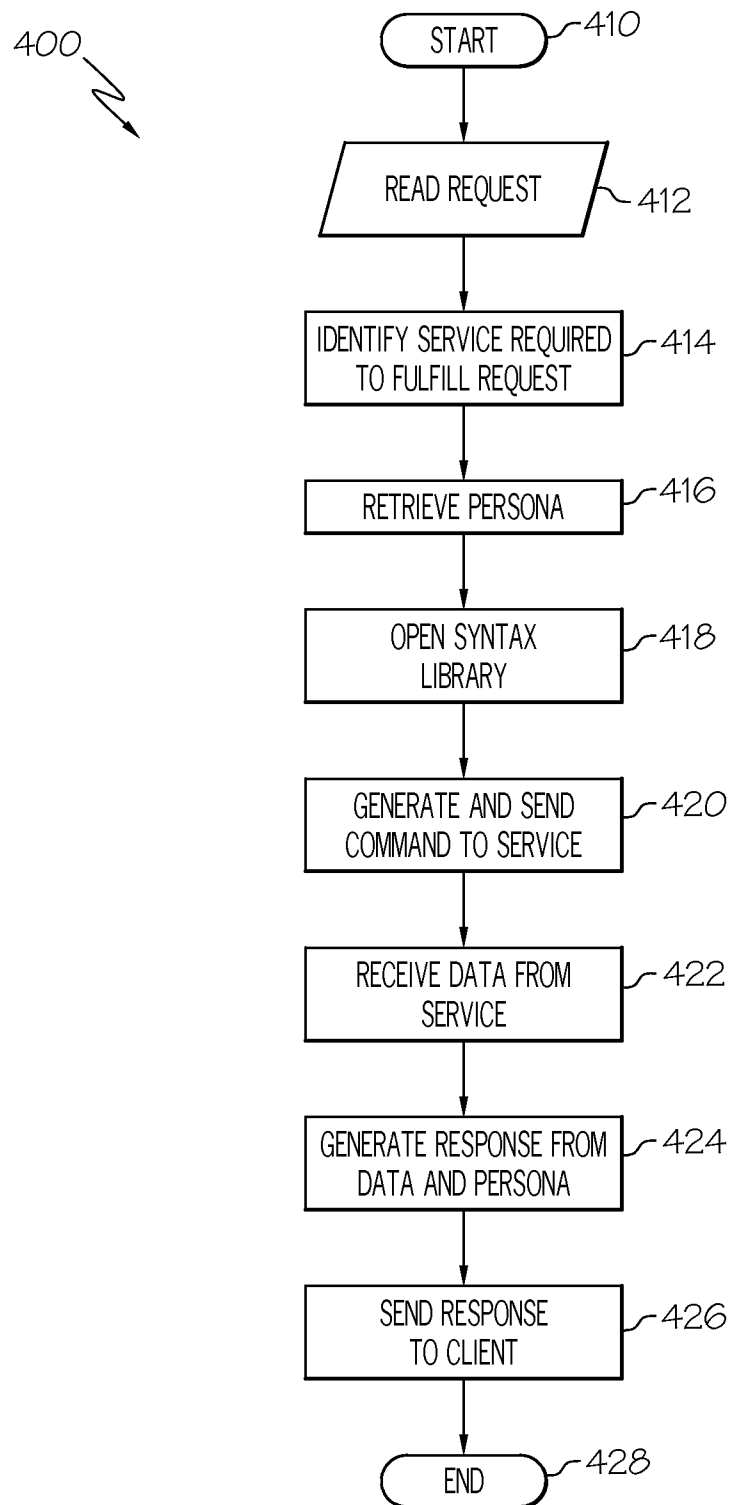 400
START
410
READ REQUEST
412
IDENTIFY SERVICE REQUIRED
TO FULFILL REQUEST
414
RETRIEVE PERSONA
416
OPEN SYNTAX
LIBRARY
418
GENERATE AND SEND
COMMAND TO SERVICE
420
RECEIVE DATA FROM
SERVICE
422
GENERATE RESPONSE FROM
DATA AND PERSONA
424
SEND RESPONSE
TO CLIENT
426
END
428